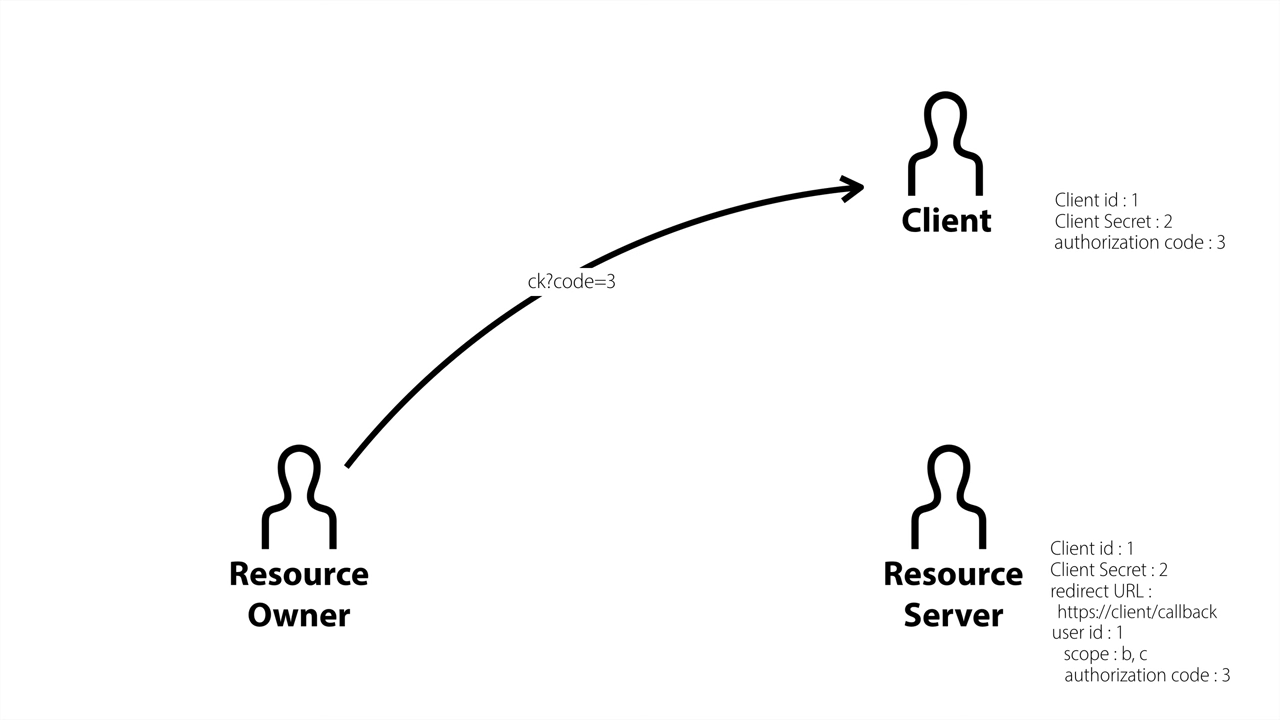 Client
Client id : 1
Client Secret : 2
authorization code : 3
ck?code=3
Resource
Owner
Resource
Server
Client id : 1
Client Secret : 2
redirect URL :
https://client/callback
user id : 1
scope : b, c
authorization code : 3